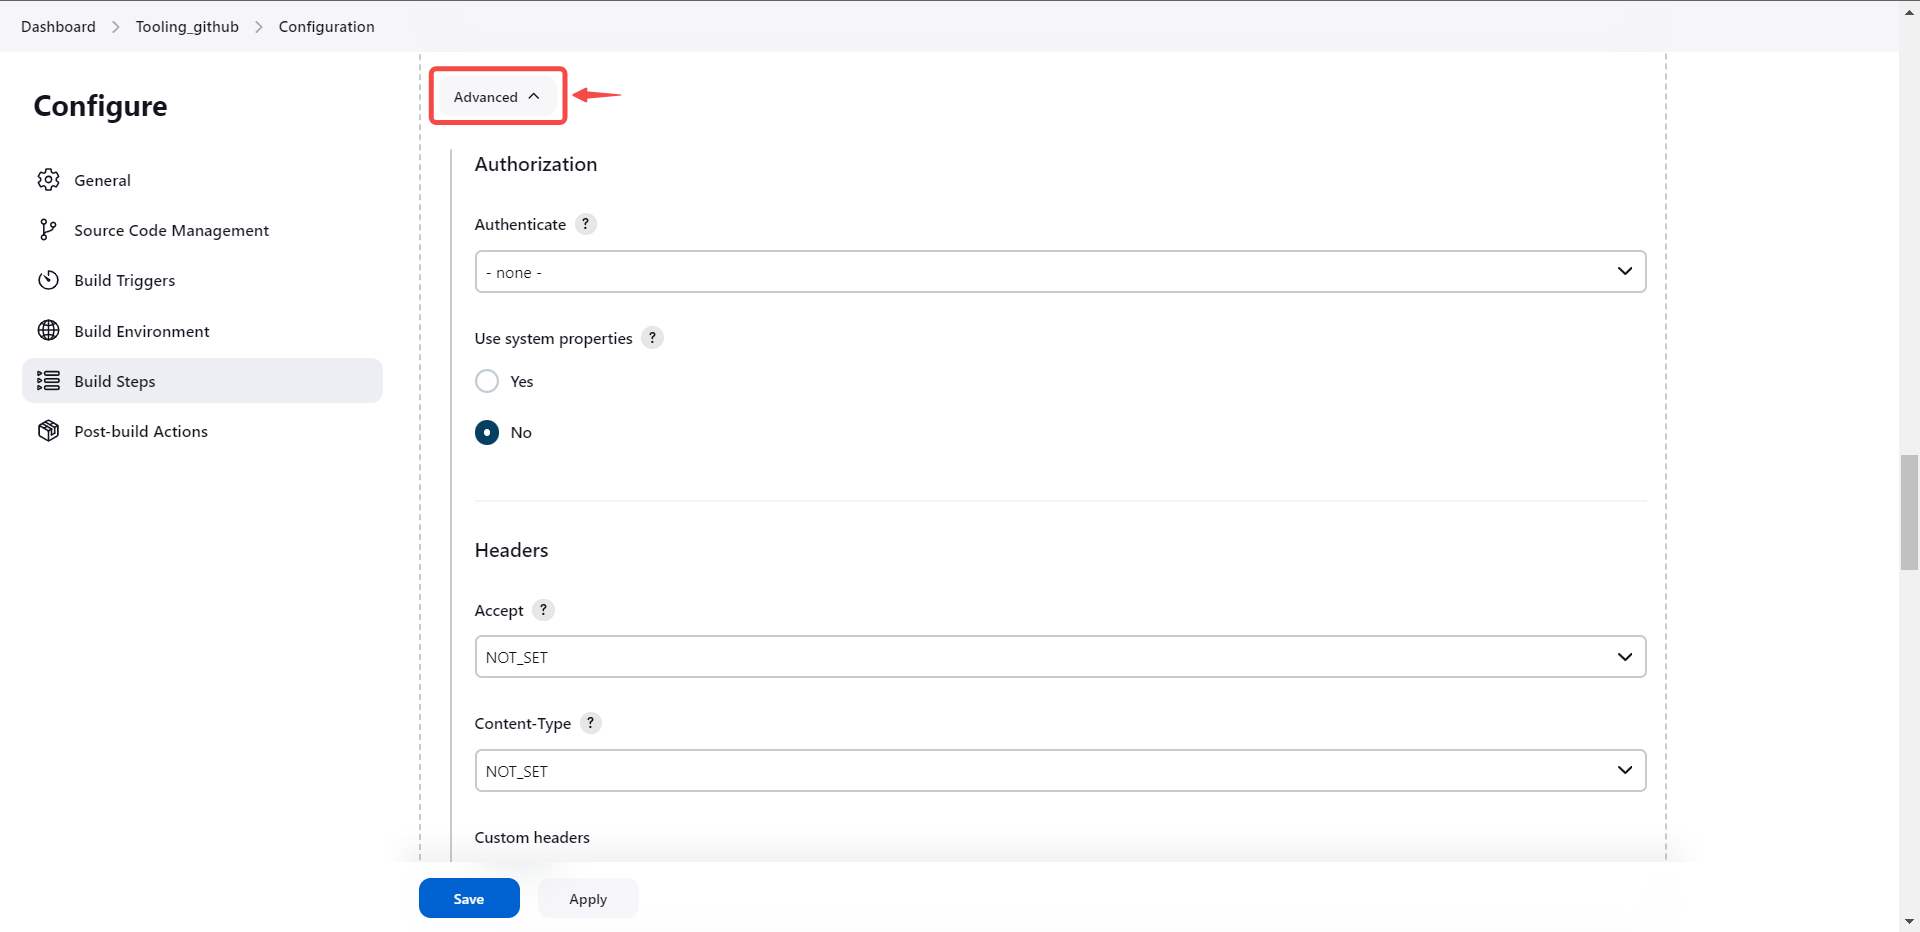 Dashboard > Tooling_github > Configuration
Configure
General
Source Code Management
Build Triggers
Build Environment
Build Steps
Post-build Actions
Advanced
Authorization
Authenticate ?
- none -
Use system properties ?
Yes
No
Headers
Accept ?
NOT_SET
Content-Type ?
NOT_SET
Custom headers
Save Apply